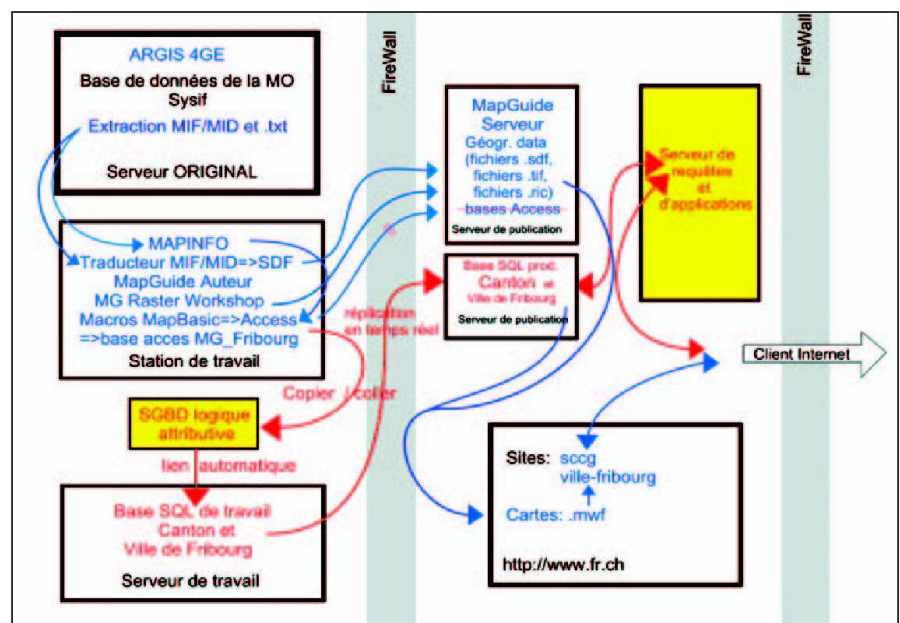 ARGIS 4GE
Base de données de la MO
Sysif
Extraction MIF/MID et .txt
Serveur ORIGINAL
MAPINFO
Traducteur MIF/MID=>SDF
MapGuide Auteur
MG Raster Workshop
Macros MapBasic=>Access
=>base acces MG_Fribourg
Station de travail
Copier / coller
SGBD logique
attributive
lien automatique
Base SQL de travail
Canton et
Ville de Fribourg
Serveur de travail
FireWall
réplication
en temps réel
MapGuide
Serveur
Géogr. data
(fichiers .sdf,
fichiers .tif,
fichiers .ric)
bases Access
Serveur de publication
Base SQL prod.
Canton et
Ville de Fribourg
Serveur de publication
Serveur de
requêtes
et
d'applications
FireWall
Client Internet
Sites: sccg
ville-fribourg
Cartes: .mwf
http://www.fr.ch